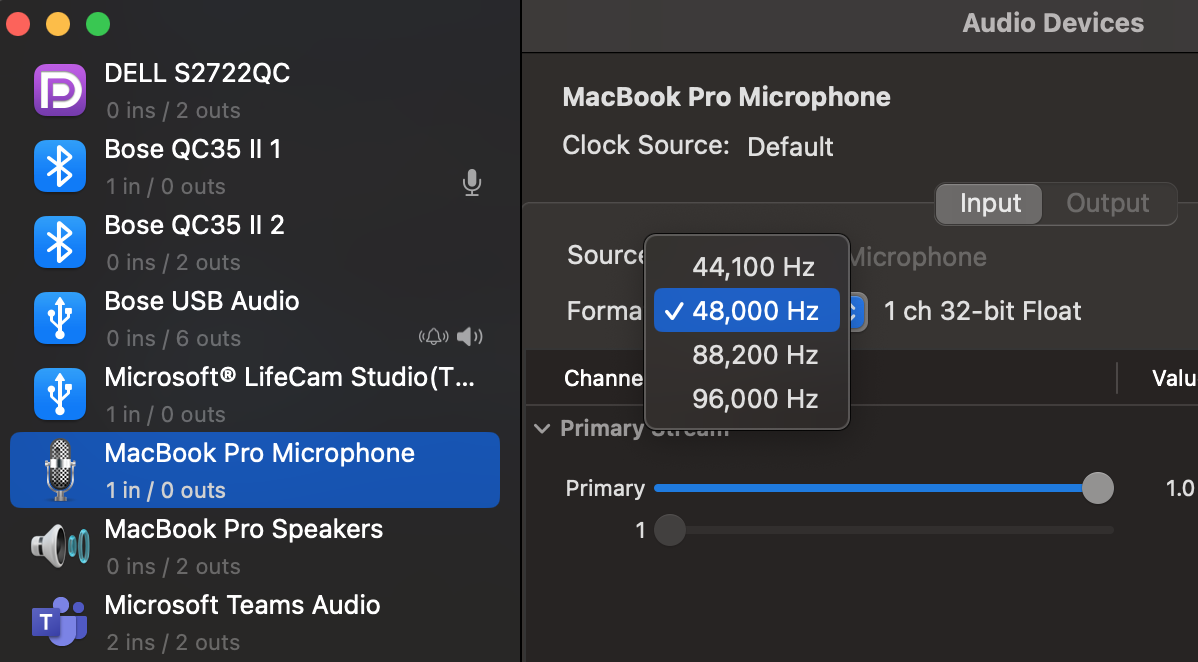 DELL S2722QC
0 ins / 2 outs
Bose QC35 II 1
1 in / 0 outs
Bose QC35 II 2
0 ins / 2 outs
Bose USB Audio
0 ins / 6 outs
Microsoft® LifeCam Studio(T...
1 in / 0 outs
MacBook Pro Microphone
1 in / 0 outs
MacBook Pro Speakers
0 ins / 2 outs
T
Microsoft Teams Audio
2 ins / 2 outs
Audio Devices
MacBook Pro Microphone
Clock Source: Default
Input Output
Source Microphone
Forma 1 ch 32-bit Float
44,100 Hz
48,000 Hz
88,200 Hz
96,000 Hz
Channe Valu
Primary Stream
Primary 1.0
1